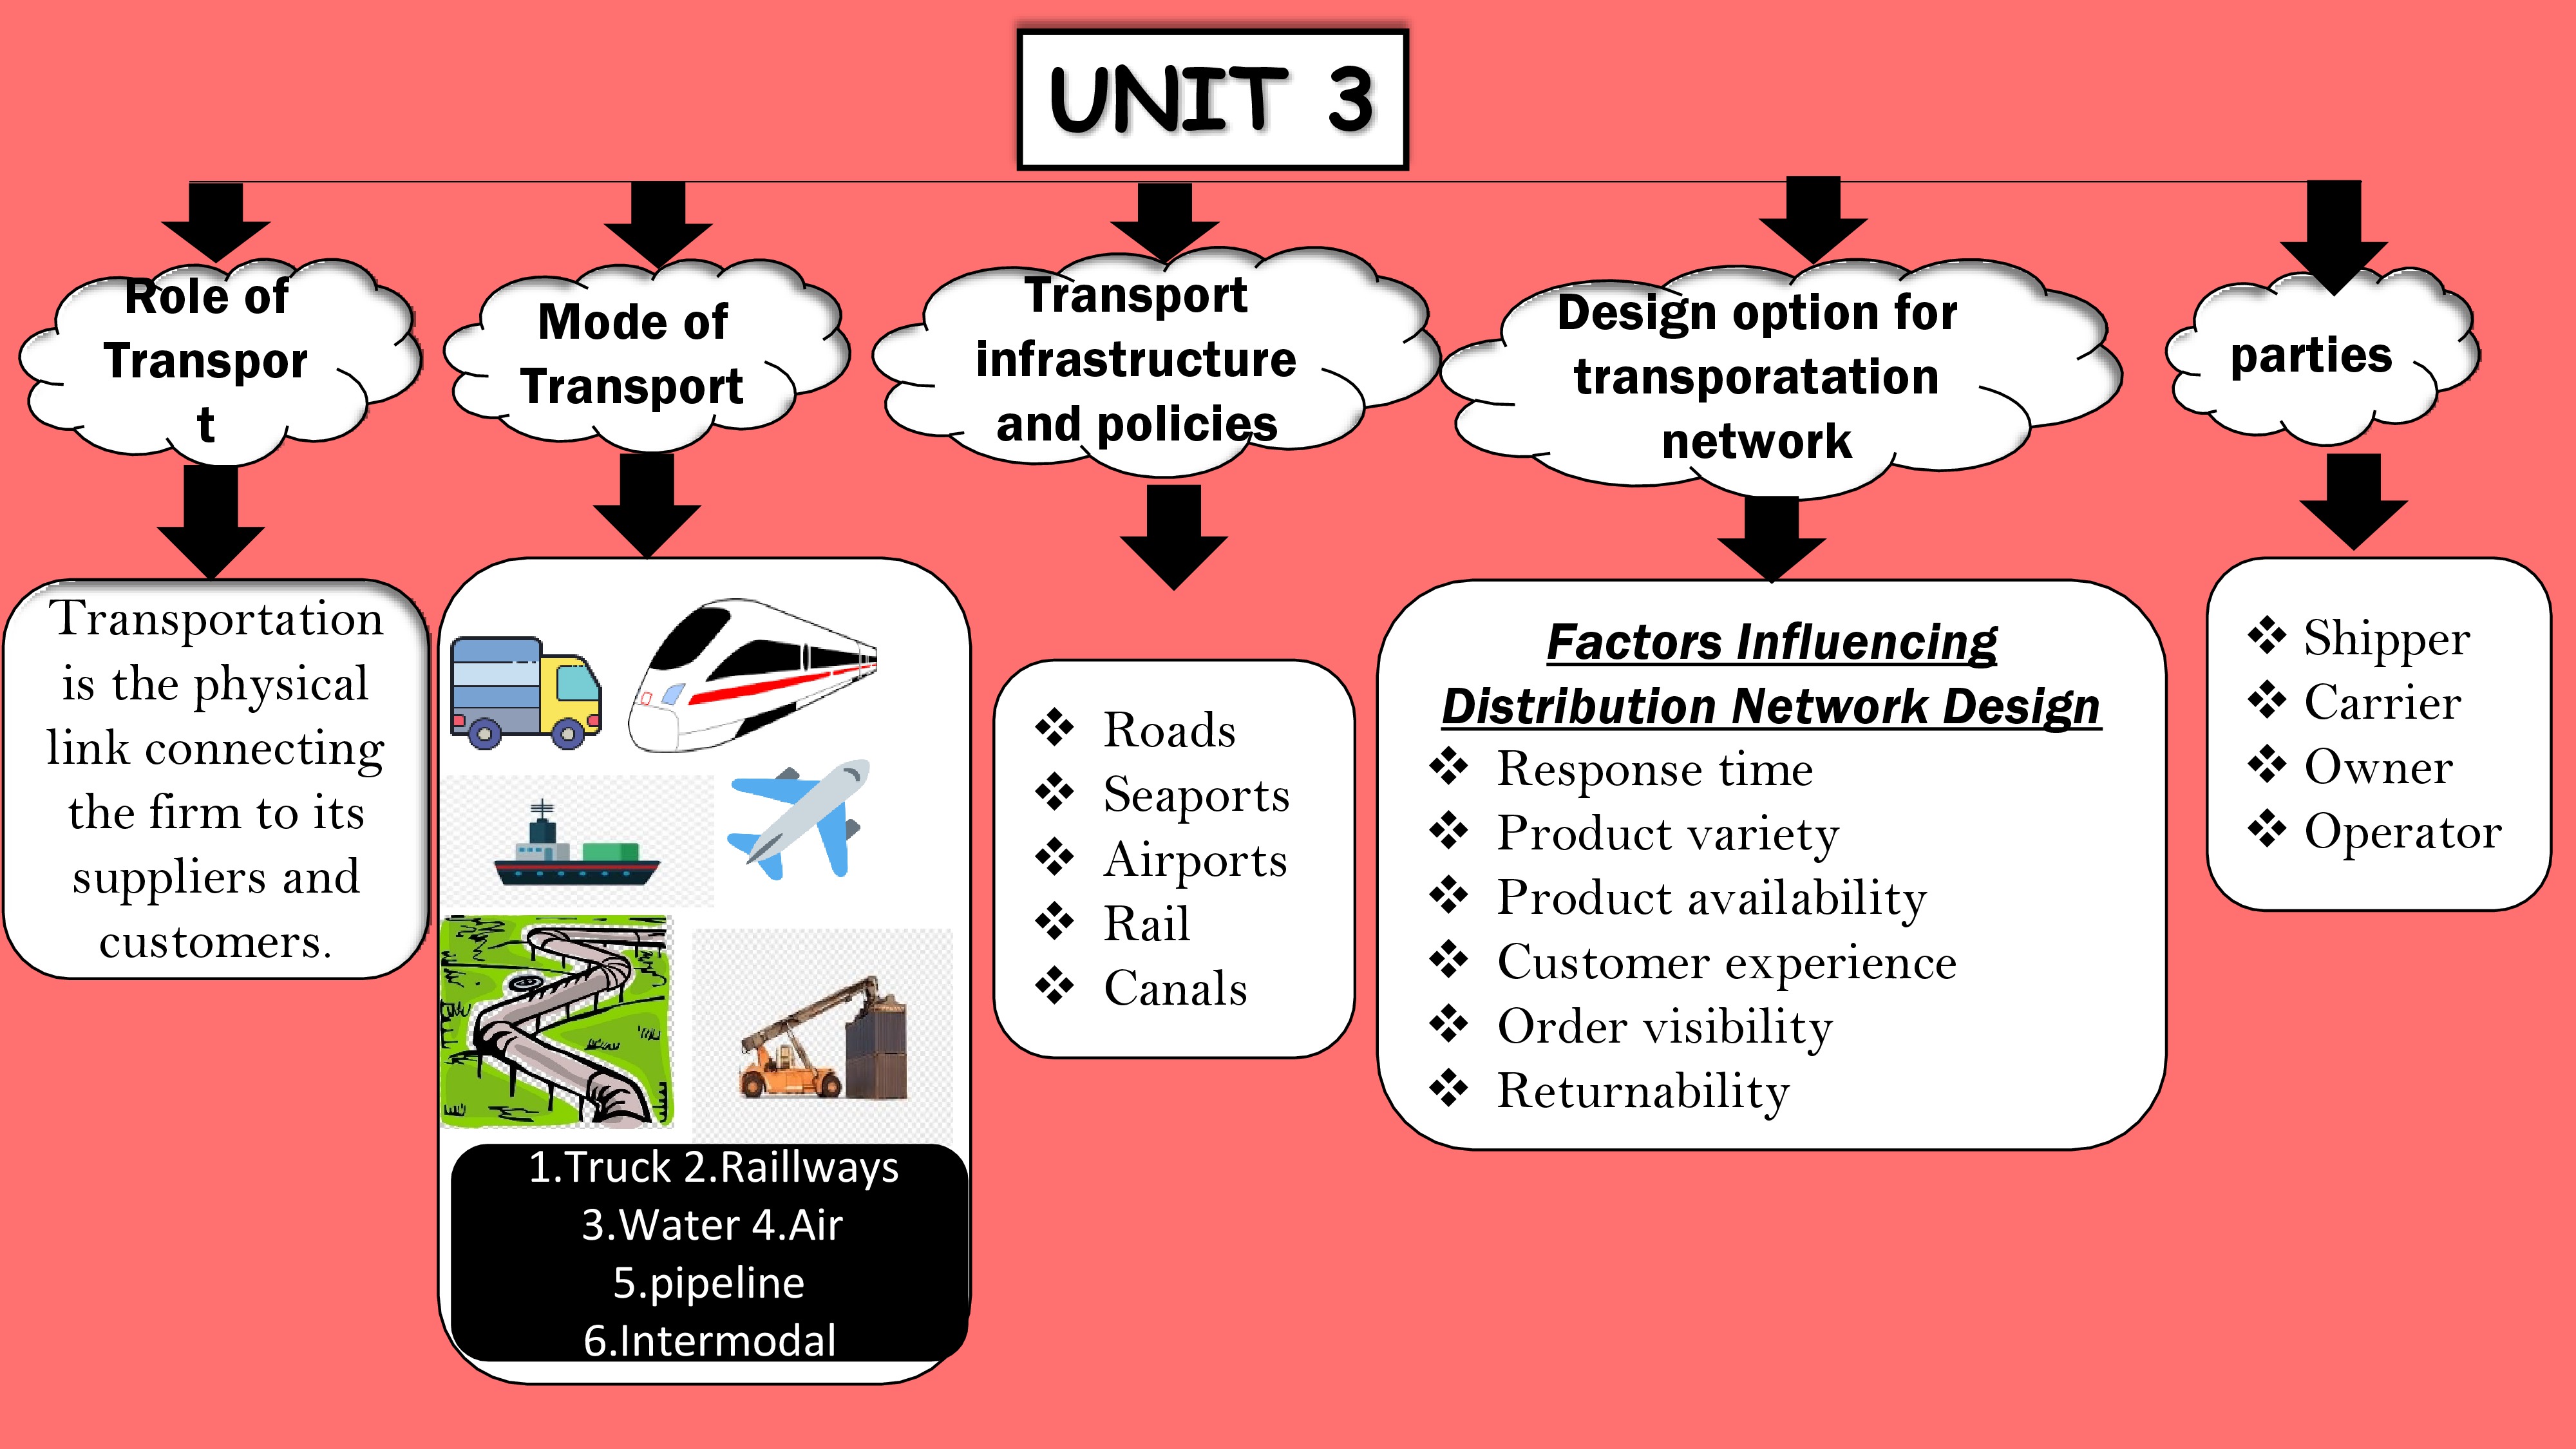 UNIT 3
Role of
Transpor
t
Mode of
Transport
Transport
infrastructure
and policies
Design option for
transporatation
network
parties
Transportation
is the physical
link connecting
the firm to its
suppliers and
customers.
1.Truck 2.Raillways
3.Water 4.Air
5.pipeline
6.Intermodal
❖ Roads
❖ Seaports
❖ Airports
❖ Rail
❖ Canals
Factors Influencing
Distribution Network Design
❖ Response time
❖ Product variety
❖ Product availability
❖ Customer experience
❖ Order visibility
❖ Returnability
❖ Shipper
❖ Carrier
❖ Owner
❖ Operator